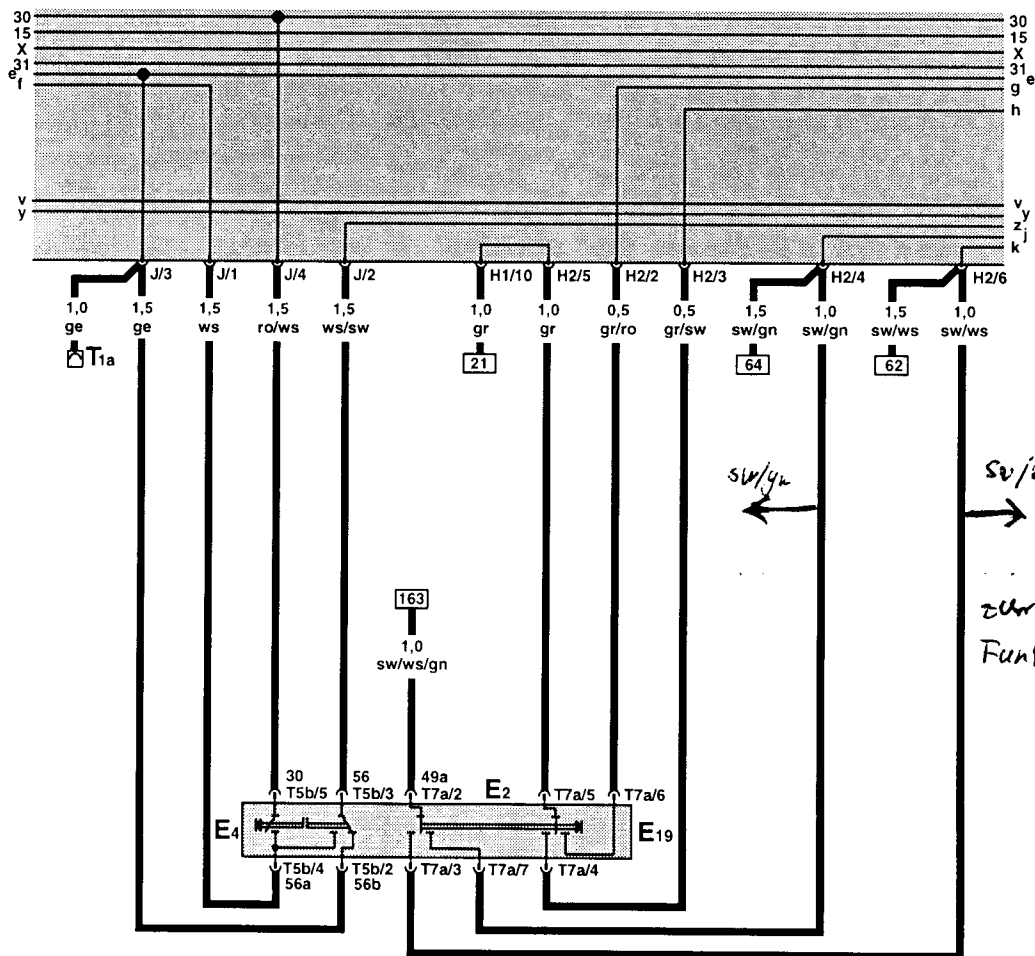 30 30
15 15
X X
31 31
e e
f g
h
v v
y y
z
j
k
J/3 J/1 J/4 J/2 H1/10 H2/5 H2/2 H2/3 H2/4 H2/6
1,0 1,5 1,5 1,5 1,5 1,0 1,0 0,5 0,5 1,5 1,0 1,5 1,0
ge ge ws ro/ws ws/sw gr gr gr/ro gr/sw sw/gn sw/gn sw/ws sw/ws
T1a 21 64 62
sw/gn
163
zur
1,0
sw/ws/gn
30 56 49a E2
T5b/5 T5b/3 T7a/2 T7a/5 T7a/6
E4 E19
T5b/4 T5b/2 T7a/3 T7a/7 T7a/4
56a 56b